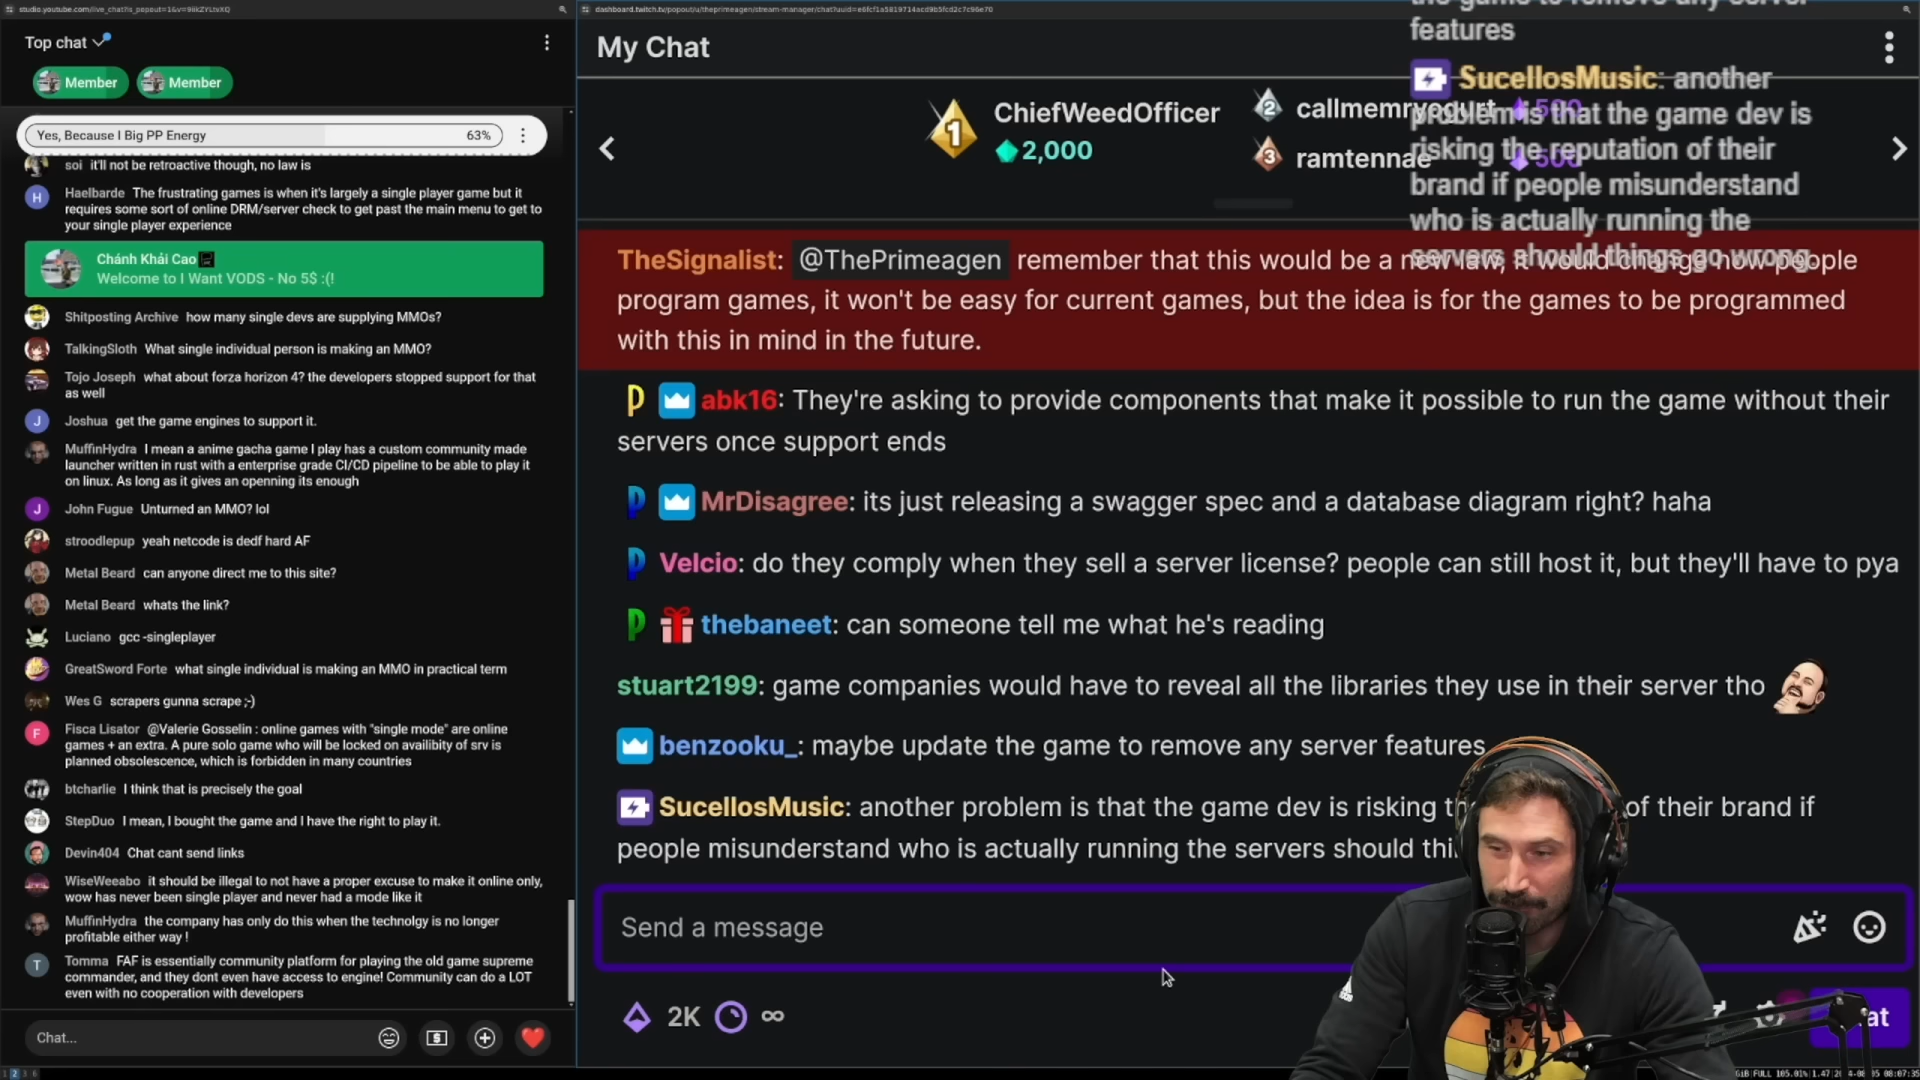 studio.youtube.com/live_chat?is_popout=1&v=9iikZYLtvXQ
Top chat
Member
Member
Yes, Because I Big PP Energy
63%
soi it'll not be retroactive though, no law is
H
Haelbarde The frustrating games is when it's largely a single player game but it
requires some sort of online DRM/server check to get past the main menu to get to
your single player experience
Chánh Khải Cao
Welcome to I Want VODS - No 5$ :(!
Shitposting Archive how many single devs are supplying MMOs?
TalkingSloth What single individual person is making an MMO?
Tojo Joseph what about forza horizon 4? the developers stopped support for that
as well
J
Joshua get the game engines to support it.
MuffinHydra I mean a anime gacha game I play has a custom community made
launcher written in rust with a enterprise grade CI/CD pipeline to be able to play it
on linux. As long as it gives an openning its enough
J
John Fugue Unturned an MMO? lol
stroodlepup yeah netcode is dedf hard AF
Metal Beard can anyone direct me to this site?
Metal Beard whats the link?
Luciano gcc -singleplayer
GreatSword Forte what single individual is making an MMO in practical term
Wes G scrapers gunna scrape ;-)
F
Fisca Lisator @Valerie Gosselin : online games with "single mode" are online
games + an extra. A pure solo game who will be locked on availibity of srv is
planned obsolescence, which is forbidden in many countries
btcharlie I think that is precisely the goal
StepDuo I mean, I bought the game and I have the right to play it.
Devin404 Chat cant send links
WiseWeeabo it should be illegal to not have a proper excuse to make it online only,
wow has never been single player and never had a mode like it
MuffinHydra the company has only do this when the technolgy is no longer
profitable either way !
T
Tomma FAF is essentially community platform for playing the old game supreme
commander, and they dont even have access to engine! Community can do a LOT
even with no cooperation with developers
Chat...
My Chat
1
ChiefWeedOfficer
2,000
2
callmemryogurt
500
3
ramtennae
500
the game to remove any server
features
SucellosMusic: another
problem is that the game dev is
risking the reputation of their
brand if people misunderstand
who is actually running the
servers should things go wrong.
TheSignalist: @ThePrimeagen remember that this would be a new law, it would change how people
program games, it won't be easy for current games, but the idea is for the games to be programmed
with this in mind in the future.
abk16: They're asking to provide components that make it possible to run the game without their
servers once support ends
MrDisagree: its just releasing a swagger spec and a database diagram right? haha
Velcio: do they comply when they sell a server license? people can still host it, but they'll have to pya
thebaneet: can someone tell me what he's reading
stuart2199: game companies would have to reveal all the libraries they use in their server tho
benzooku_: maybe update the game to remove any server features
SucellosMusic: another problem is that the game dev is risking of their brand if
people misunderstand who is actually running the servers should
Send a message
2K
∞